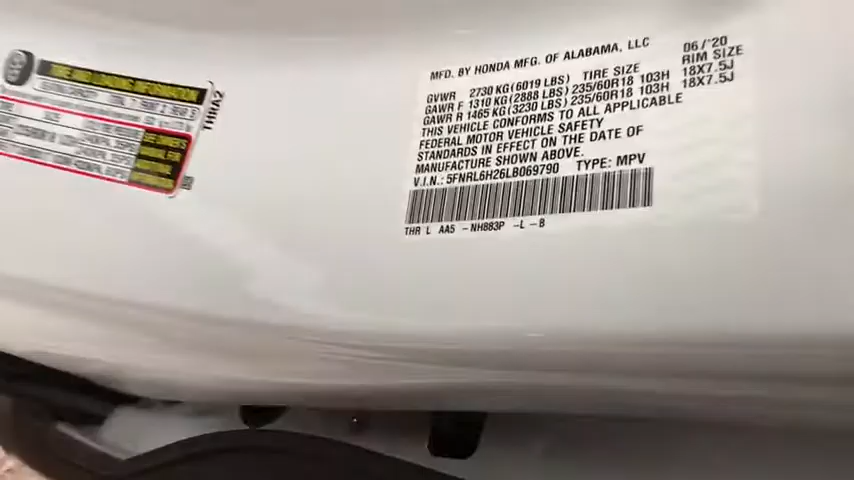 TIRE AND LOADING INFORMATION
THRA2
MFD. BY HONDA MFG. OF ALABAMA, LLC 06/'20
GVWR 2730 KG(6019 LBS) TIRE SIZE RIM SIZE
GAWR F 1310 KG(2888 LBS) 235/60R18 103H 18X7.5J
GAWR R 1465 KG(3230 LBS) 235/60R18 103H 18X7.5J
THIS VEHICLE CONFORMS TO ALL APPLICABLE
FEDERAL MOTOR VEHICLE SAFETY
STANDARDS IN EFFECT ON THE DATE OF
MANUFACTURE SHOWN ABOVE.
V.I.N.: 5FNRL6H26LB069790 TYPE: MPV
THR L AA5 -NH883P -L -B